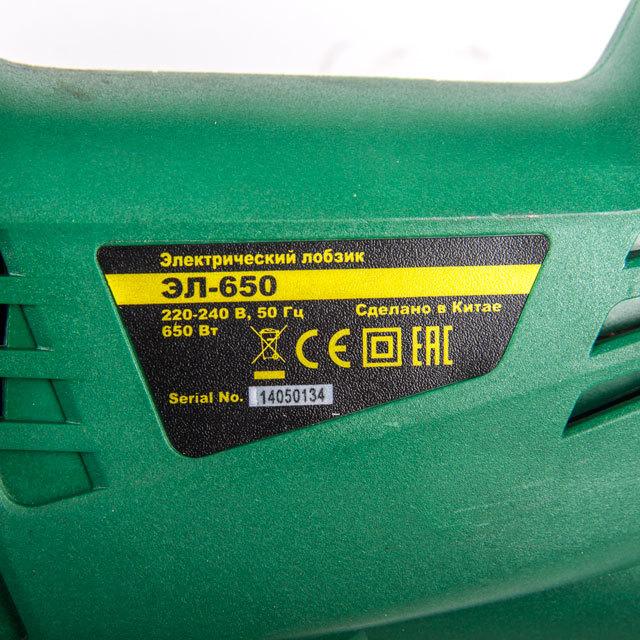 Электрический лобзик
ЭЛ-650
220-240 В, 50 Гц Сделано в Китае
650 Вт
CE EAC
Serial No. 14050134